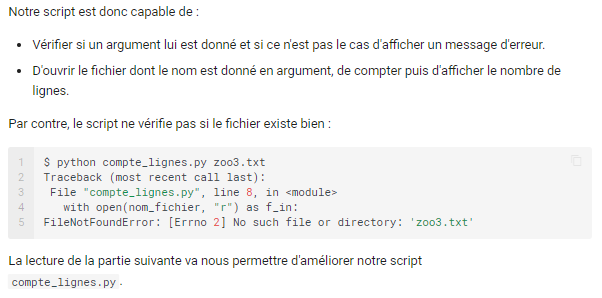 Notre script est donc capable de :
• Vérifier si un argument lui est donné et si ce n'est pas le cas d'afficher un message d'erreur.
• D'ouvrir le fichier dont le nom est donné en argument, de compter puis d'afficher le nombre de
lignes.
Par contre, le script ne vérifie pas si le fichier existe bien :
1 $ python compte_lignes.py zoo3.txt
2 Traceback (most recent call last):
3  File "compte_lignes.py", line 8, in <module>
4    with open(nom_fichier, "r") as f_in:
5 FileNotFoundError: [Errno 2] No such file or directory: 'zoo3.txt'
La lecture de la partie suivante va nous permettre d'améliorer notre script
compte_lignes.py.